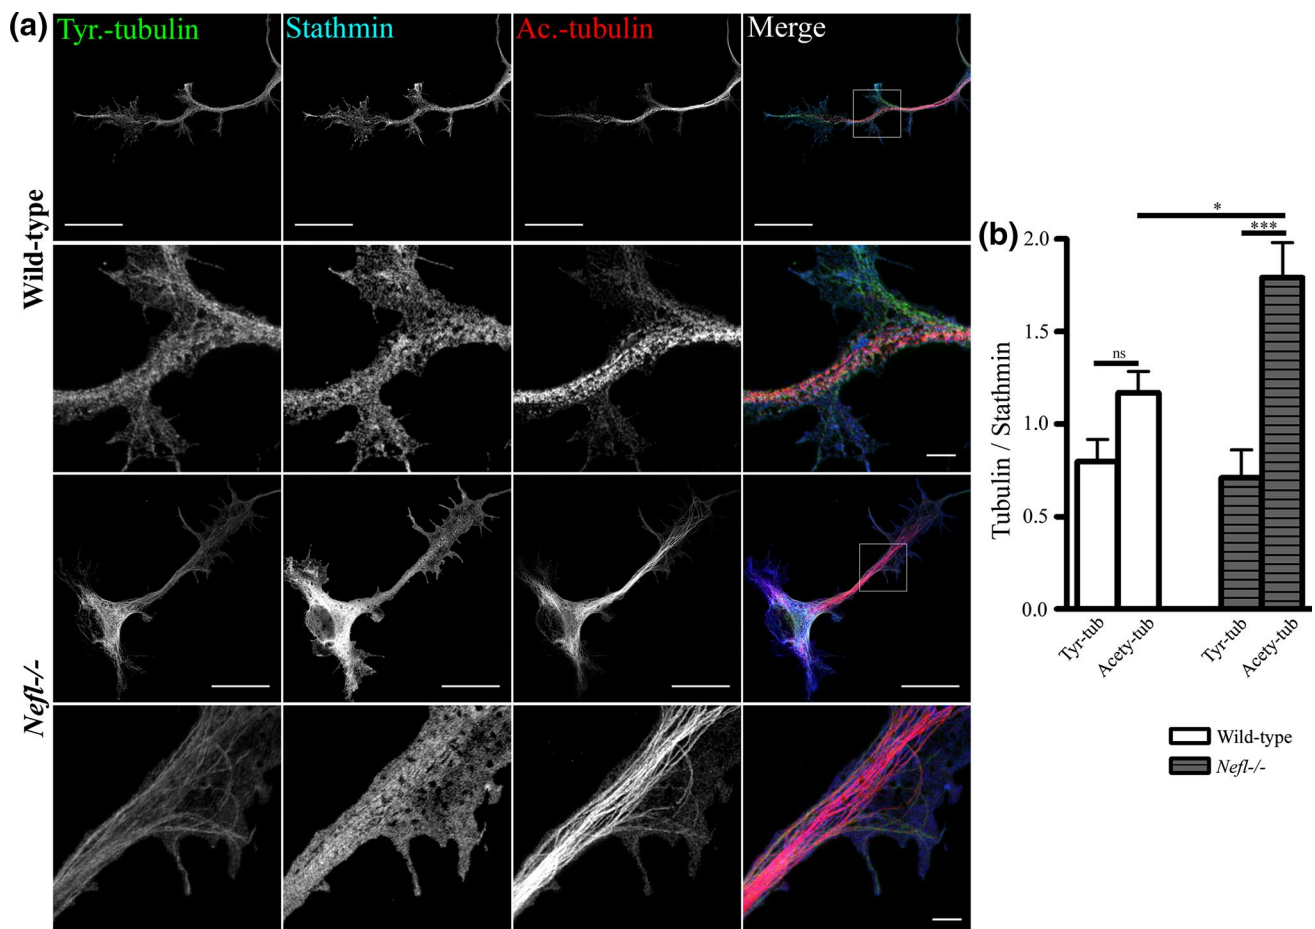 (a)
Tyr.-tubulin
Stathmin
Ac.-tubulin
Merge
Wild-type
Nefl-/-
(b)
*
***
ns
2.0
1.5
1.0
0.5
0.0
Tubulin / Stathmin
Tyr-tub
Acety-tub
Tyr-tub
Acety-tub
Wild-type
Nefl-/-